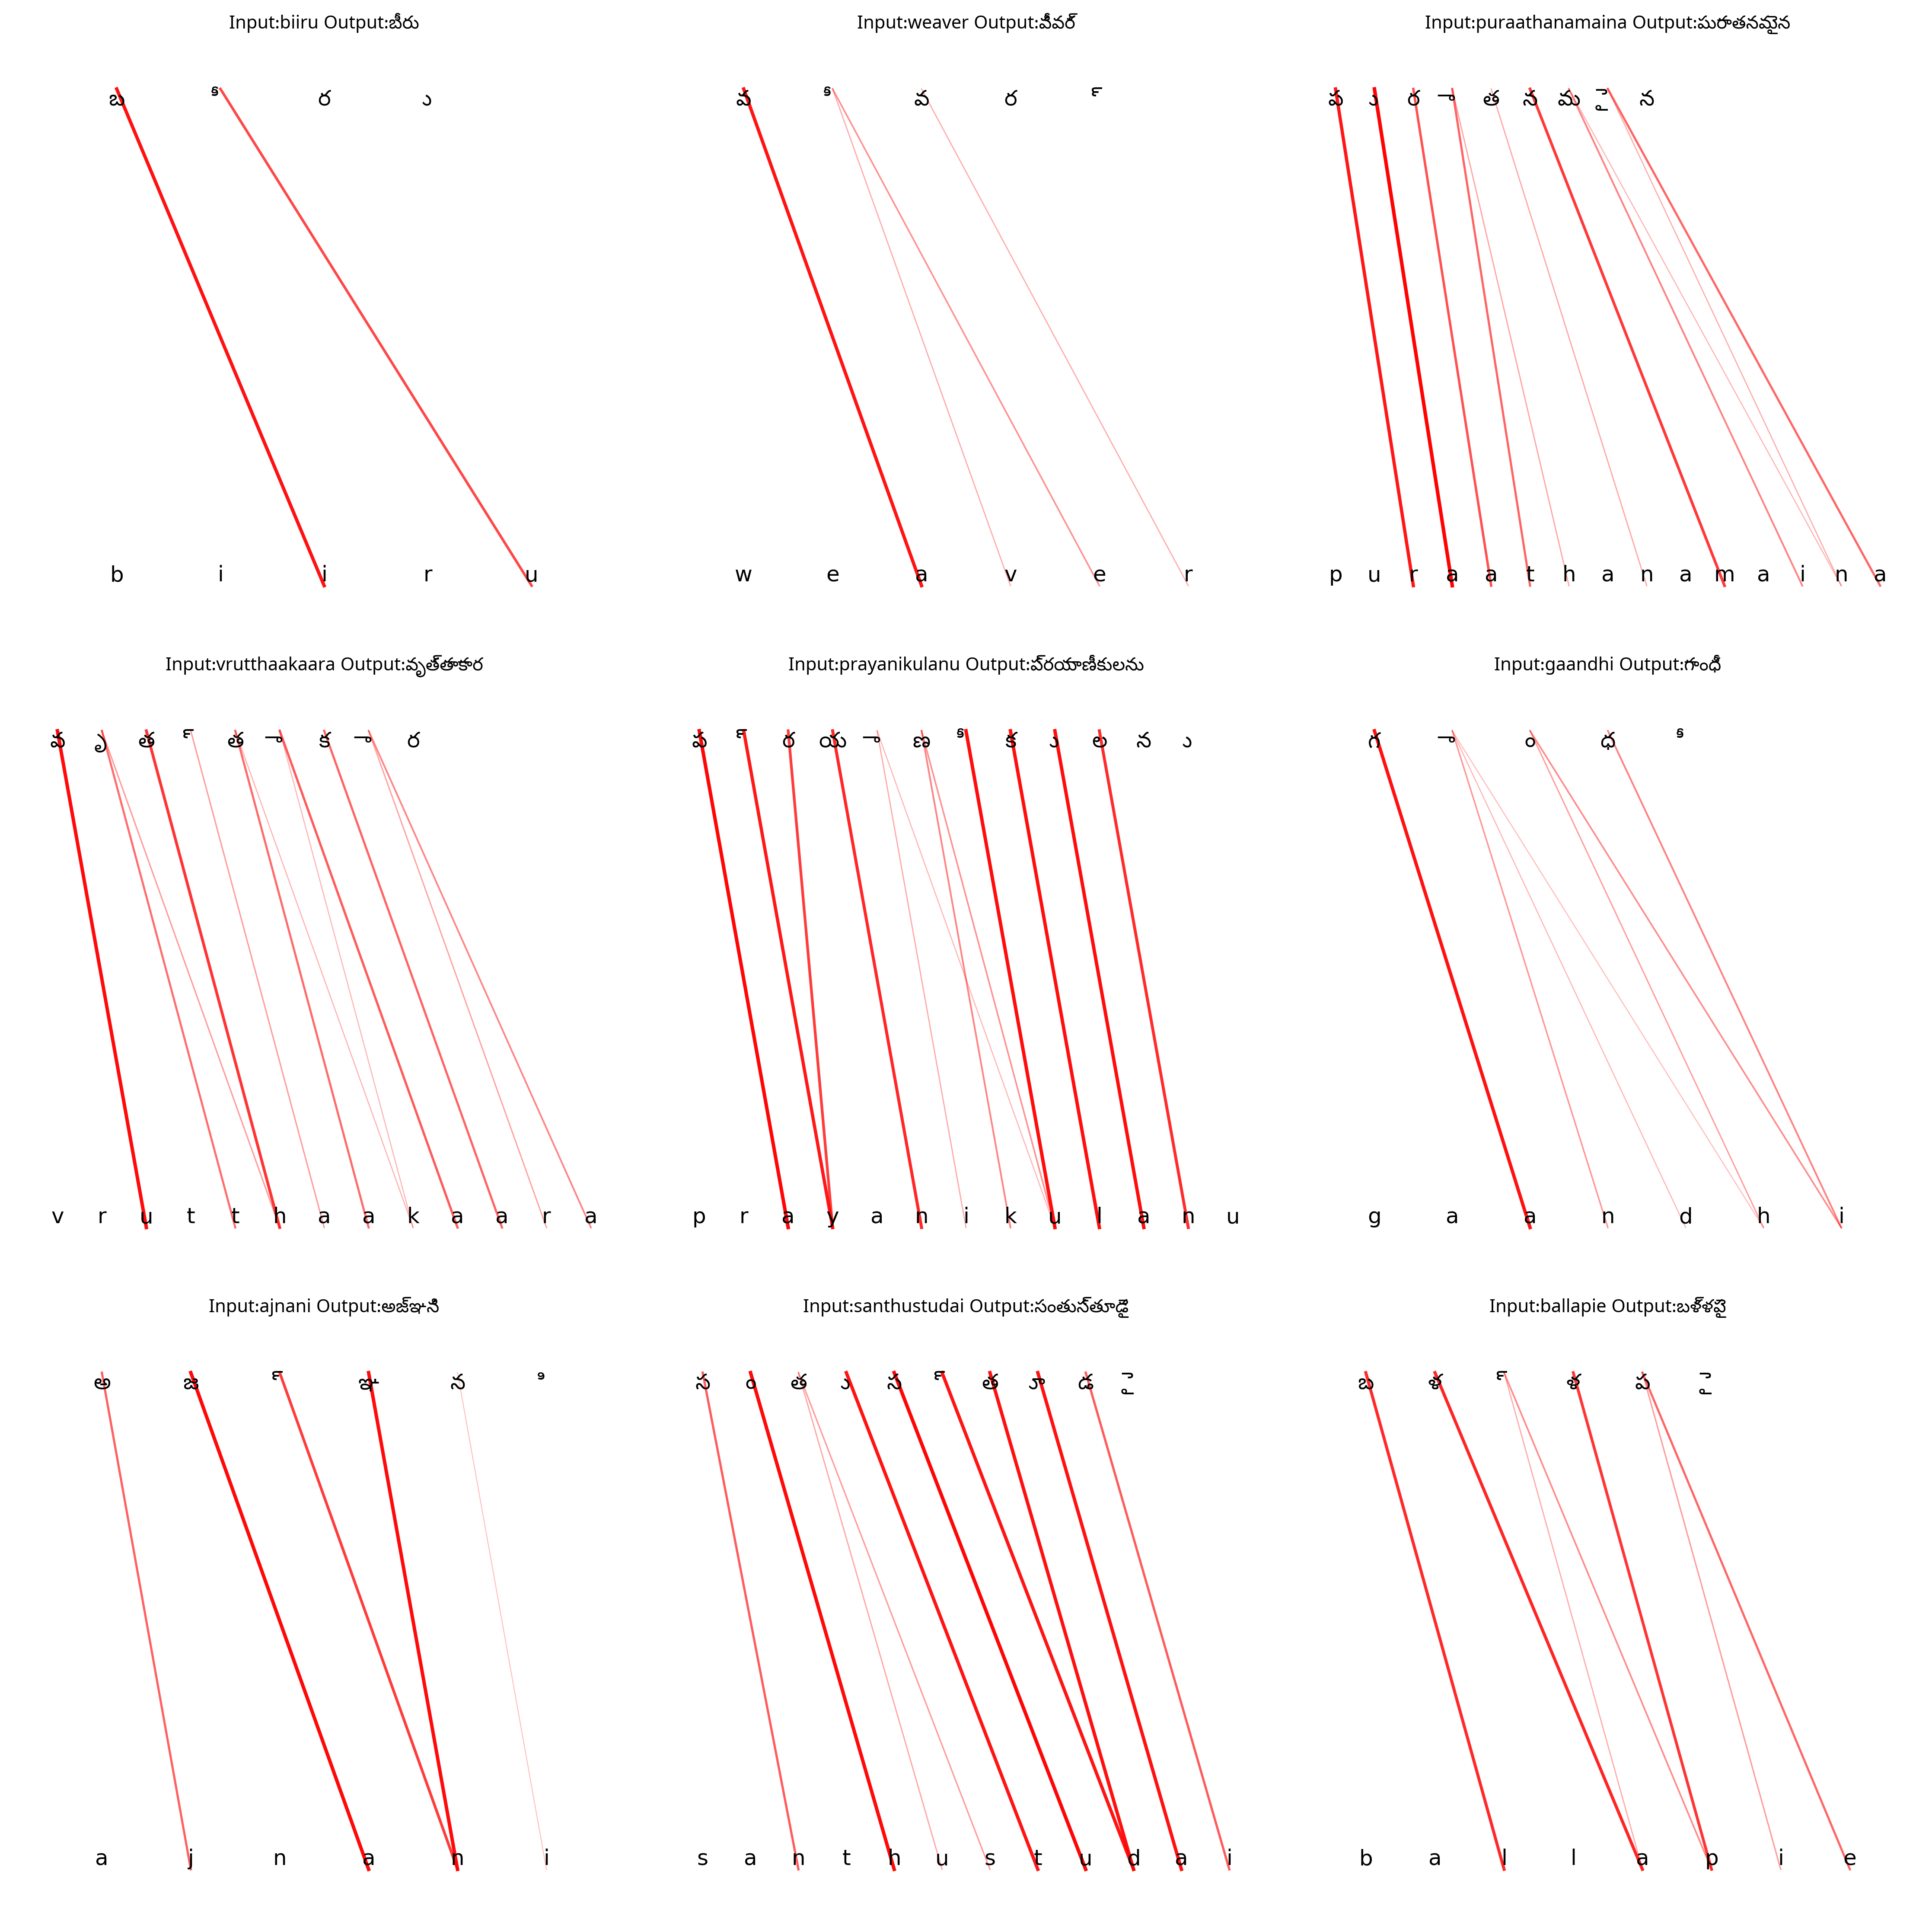 Input:biiru Output:బీరు
బ ీ ర ు
b i i r u
Input:weaver Output:వీవర్
వ ీ వ ర ్
w e a v e r
Input:puraathanamaina Output:పురాతనమైన
ప ు ర ా త న మ ై న
p u r a a t h a n a m a i n a
Input:vrutthaakaara Output:వృత్తాకార
వ ృ త ్ త ా క ా ర
v r u t t h a a k a a r a
Input:prayanikulanu Output:ప్రయాణీకులను
ప ్ ర య ా ణ ీ క ు ల న ు
p r a y a n i k u l a n u
Input:gaandhi Output:గాంధీ
గ ా ం ధ ీ
g a a n d h i
Input:ajnani Output:అజ్ఞని
అ జ ్ ఞ న ి
a j n a n i
Input:santhustudai Output:సంతున్తూడై
స ం త ు న ్ త ూ డ ై
s a n t h u s t u d a i
Input:ballapie Output:బళ్ళపై
బ ళ ్ ళ ప ై
b a l l a p i e